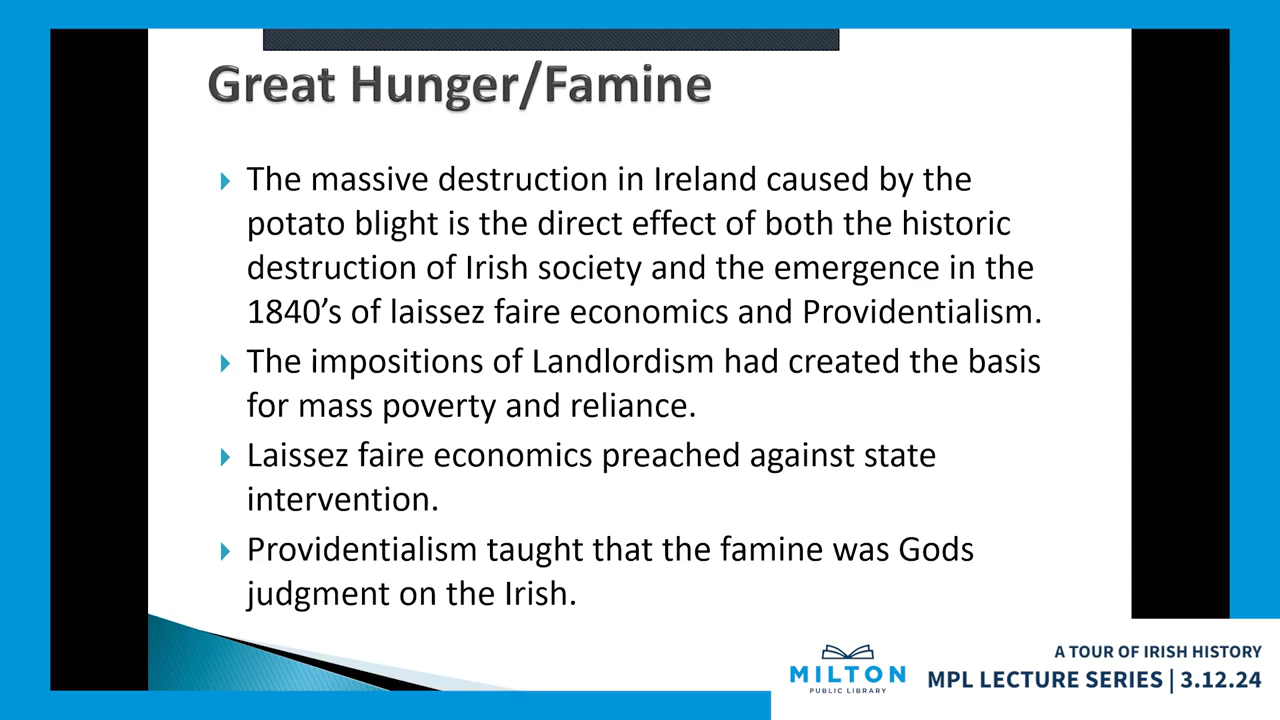 Great Hunger/Famine
The massive destruction in Ireland caused by the
potato blight is the direct effect of both the historic
destruction of Irish society and the emergence in the
1840’s of laissez faire economics and Providentialism.
The impositions of Landlordism had created the basis
for mass poverty and reliance.
Laissez faire economics preached against state
intervention.
Providentialism taught that the famine was Gods
judgment on the Irish.
MILTON
PUBLIC LIBRARY
A TOUR OF IRISH HISTORY
MPL LECTURE SERIES | 3.12.24